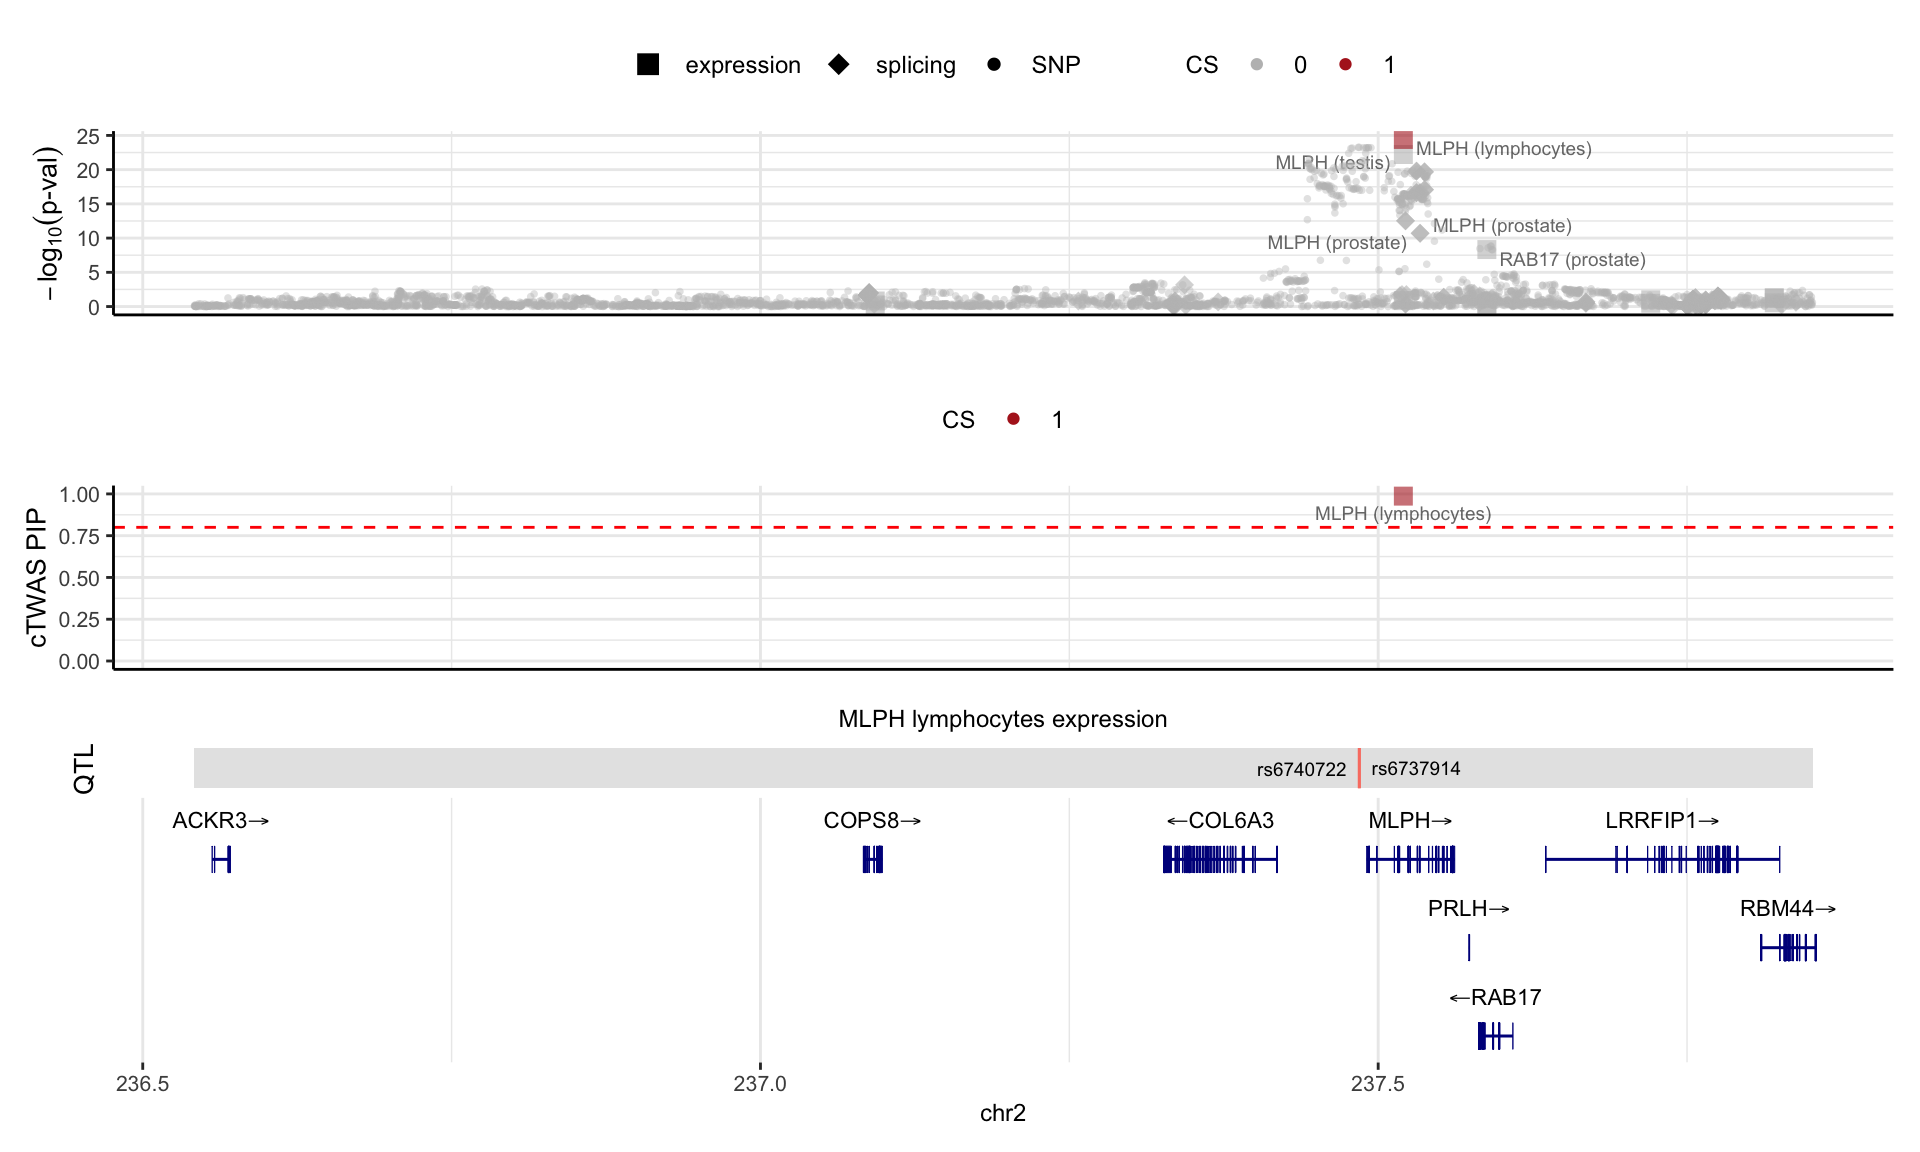 expression splicing SNP CS 0 1
−log10(p-val)
25
20
15
10
5
0
MLPH (lymphocytes)
MLPH (testis)
MLPH (prostate)
MLPH (prostate)
RAB17 (prostate)
CS 1
cTWAS PIP
1.00
0.75
0.50
0.25
0.00
MLPH (lymphocytes)
MLPH lymphocytes expression
QTL
rs6740722 rs6737914
ACKR3→ COPS8→ ←COL6A3 MLPH→ LRRFIP1→
PRLH→ RBM44→
←RAB17
236.5 237.0 237.5
chr2